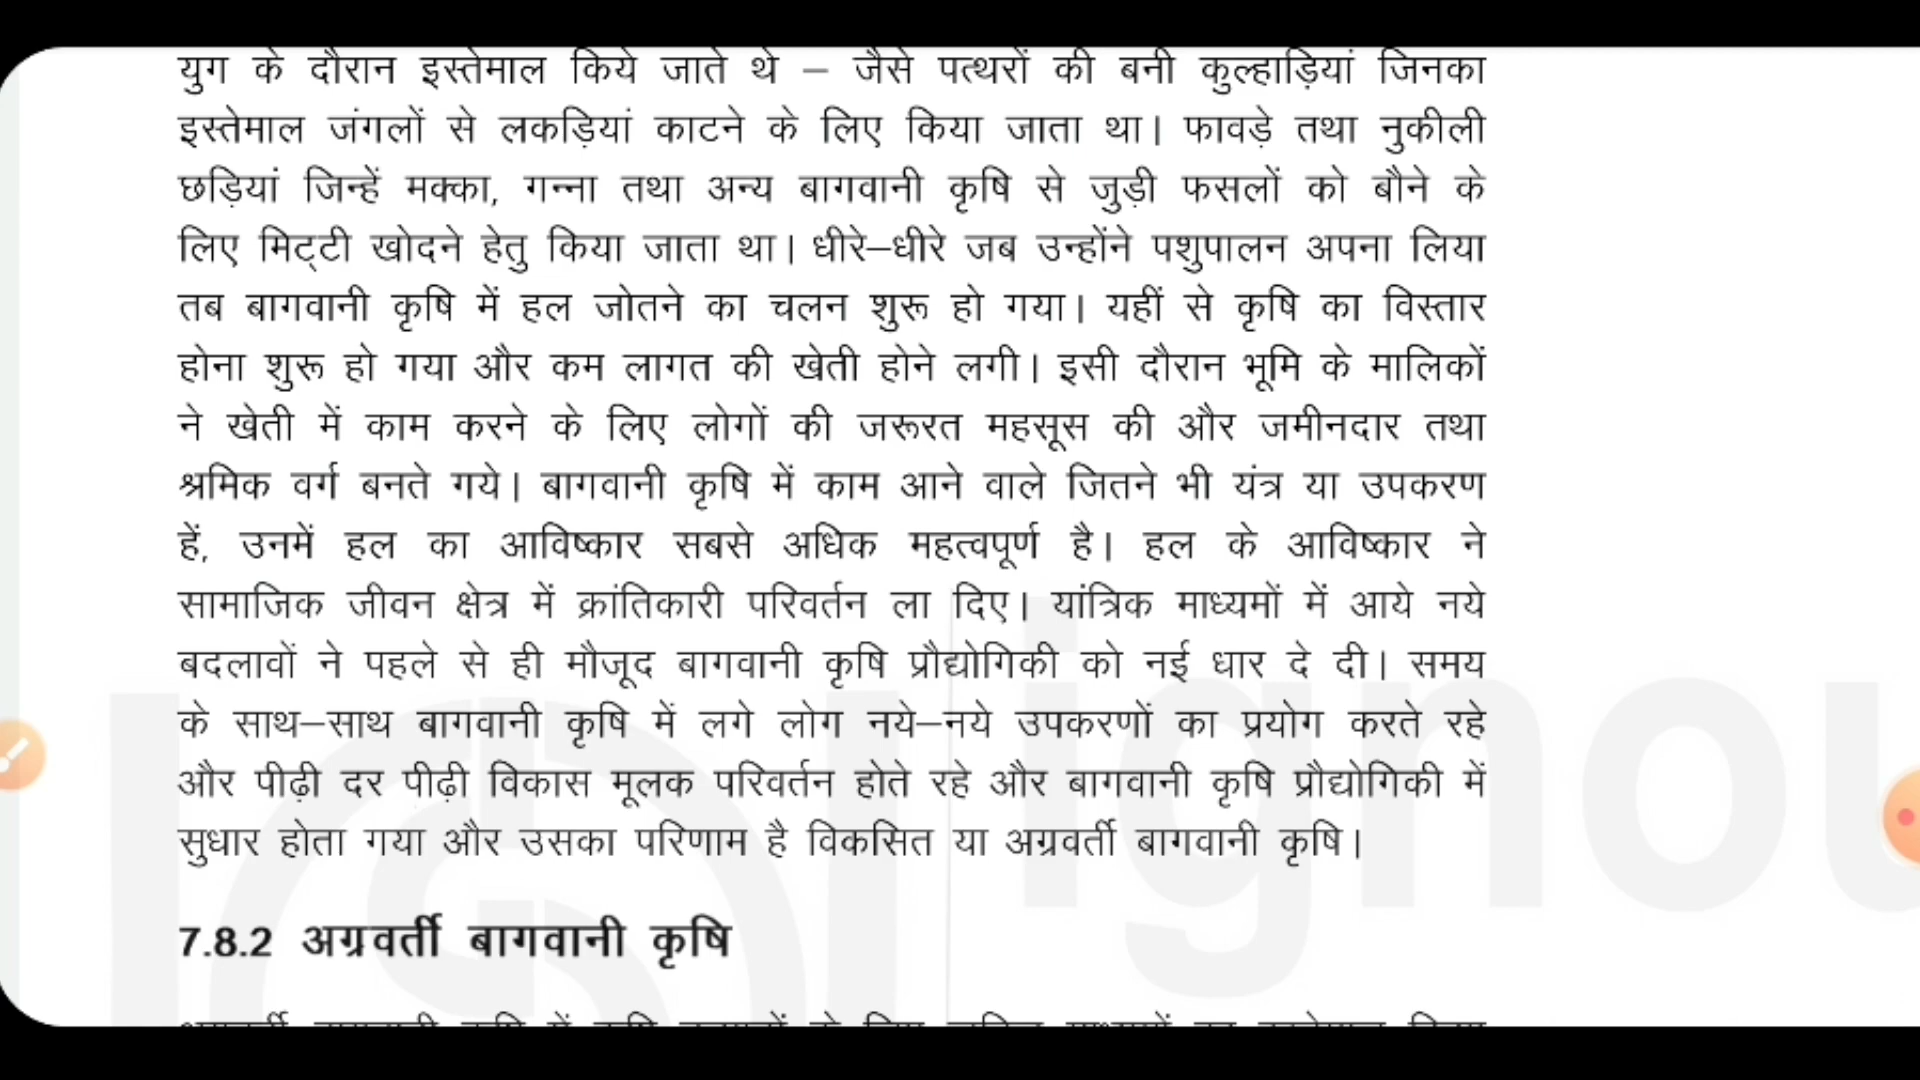 युग के दौरान इस्तेमाल किये जाते थे – जैसे पत्थरों की बनी कुल्हाड़ियां जिनका
इस्तेमाल जंगलों से लकड़ियां काटने के लिए किया जाता था। फावड़े तथा नुकीली
छड़ियां जिन्हें मक्का, गन्ना तथा अन्य बागवानी कृषि से जुड़ी फसलों को बौने के
लिए मिट्‌टी खोदने हेतु किया जाता था। धीरे–धीरे जब उन्होंने पशुपालन अपना लिया
तब बागवानी कृषि में हल जोतने का चलन शुरू हो गया। यहीं से कृषि का विस्तार
होना शुरू हो गया और कम लागत की खेती होने लगी। इसी दौरान भूमि के मालिकों
ने खेती में काम करने के लिए लोगों की जरूरत महसूस की और जमीनदार तथा
श्रमिक वर्ग बनते गये। बागवानी कृषि में काम आने वाले जितने भी यंत्र या उपकरण
हें, उनमें हल का आविष्कार सबसे अधिक महत्वपूर्ण है। हल के आविष्कार ने
सामाजिक जीवन क्षेत्र में क्रांतिकारी परिवर्तन ला दिए। यांत्रिक माध्यमों में आये नये
बदलावों ने पहले से ही मौजूद बागवानी कृषि प्रौद्योगिकी को नई धार दे दी। समय
के साथ–साथ बागवानी कृषि में लगे लोग नये–नये उपकरणों का प्रयोग करते रहे
और पीढ़ी दर पीढ़ी विकास मूलक परिवर्तन होते रहे और बागवानी कृषि प्रौद्योगिकी में
सुधार होता गया और उसका परिणाम है विकसित या अग्रवर्ती बागवानी कृषि।
7.8.2 अग्रवर्ती बागवानी कृषि
ignou